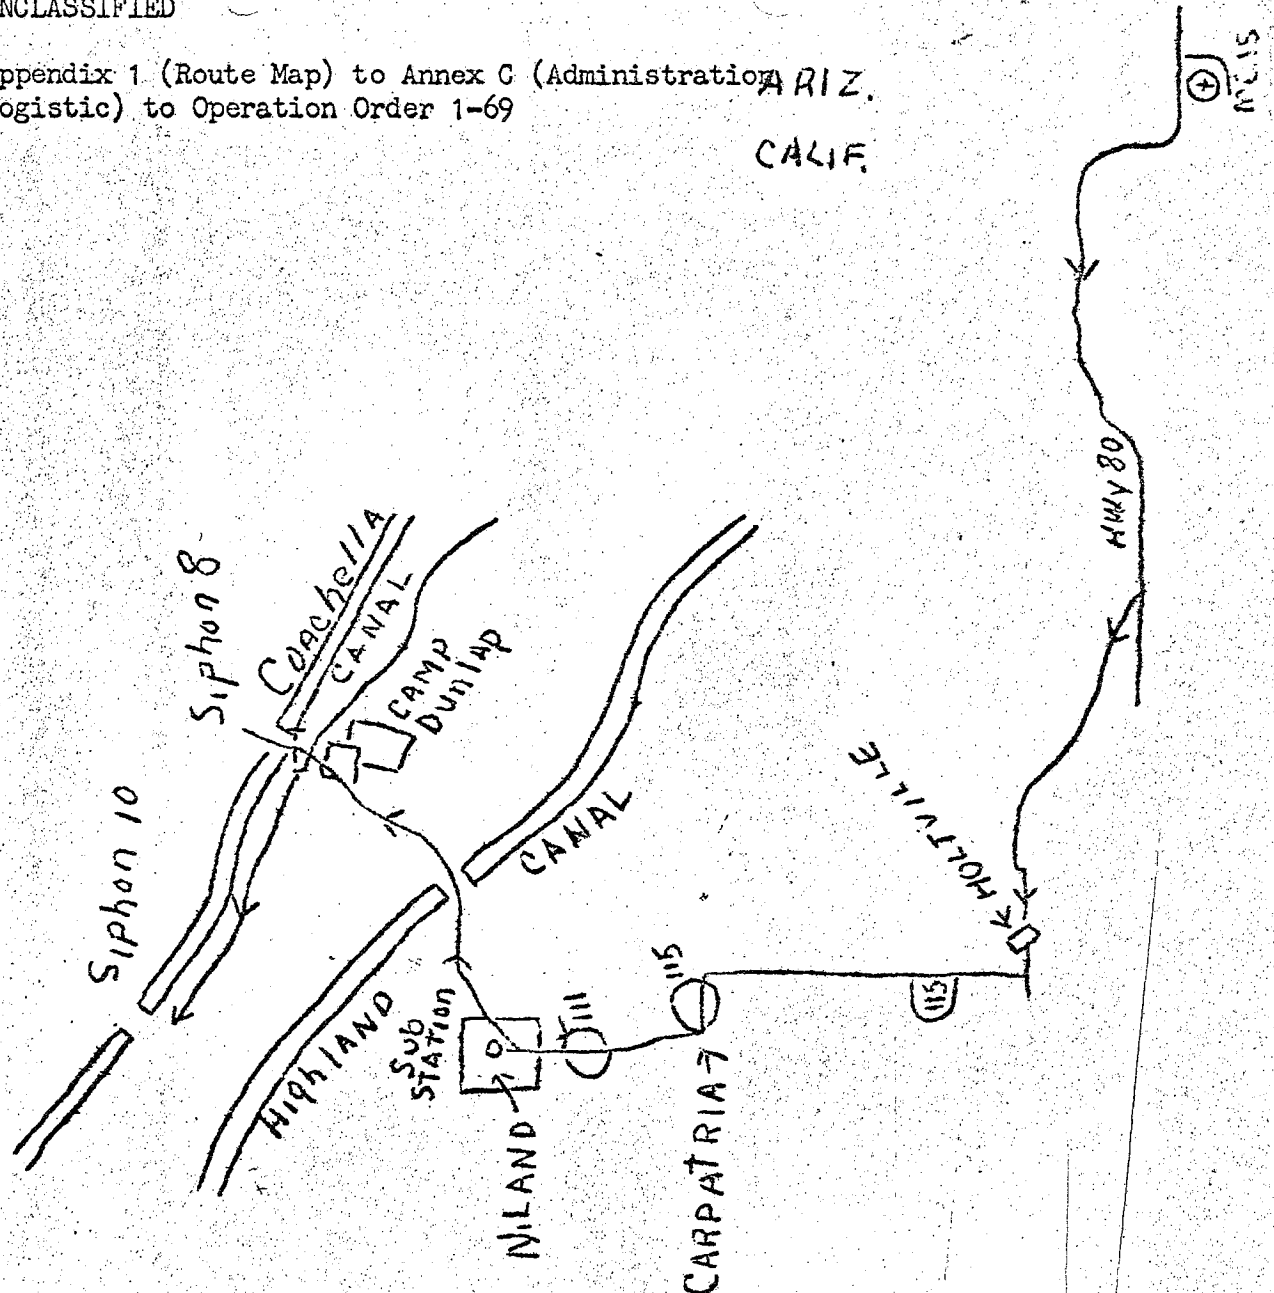 NCLASSIFIED
ppendix 1 (Route Map) to Annex C (Administration
ogistic) to Operation Order 1-69
ARIZ.
CALIF.
HWY 80
Siphon 8
Coachella
CANAL
CAMP
Dunlap
HOLTVILLE
Siphon 10
CANAL
115
115
111
Sub
STATION
HighLAND
NILAND
CARPATRIA